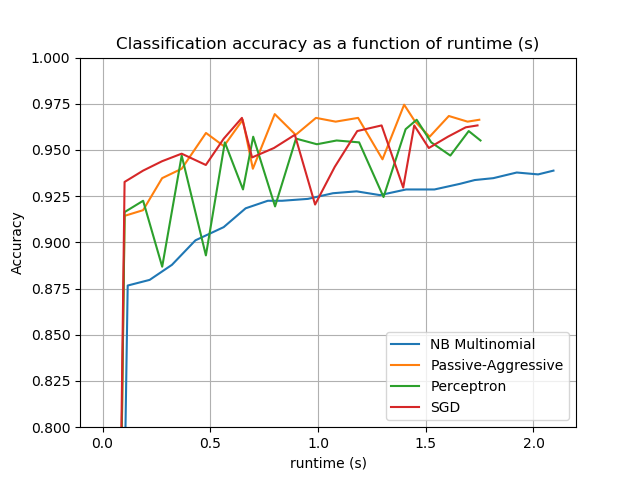 Classification accuracy as a function of runtime (s)
1.000
0.975
0.950
0.925
0.900
0.875
0.850
0.825
0.800
Accuracy
NB Multinomial
Passive-Aggressive
Perceptron
SGD
0.0 0.5 1.0 1.5 2.0
runtime (s)